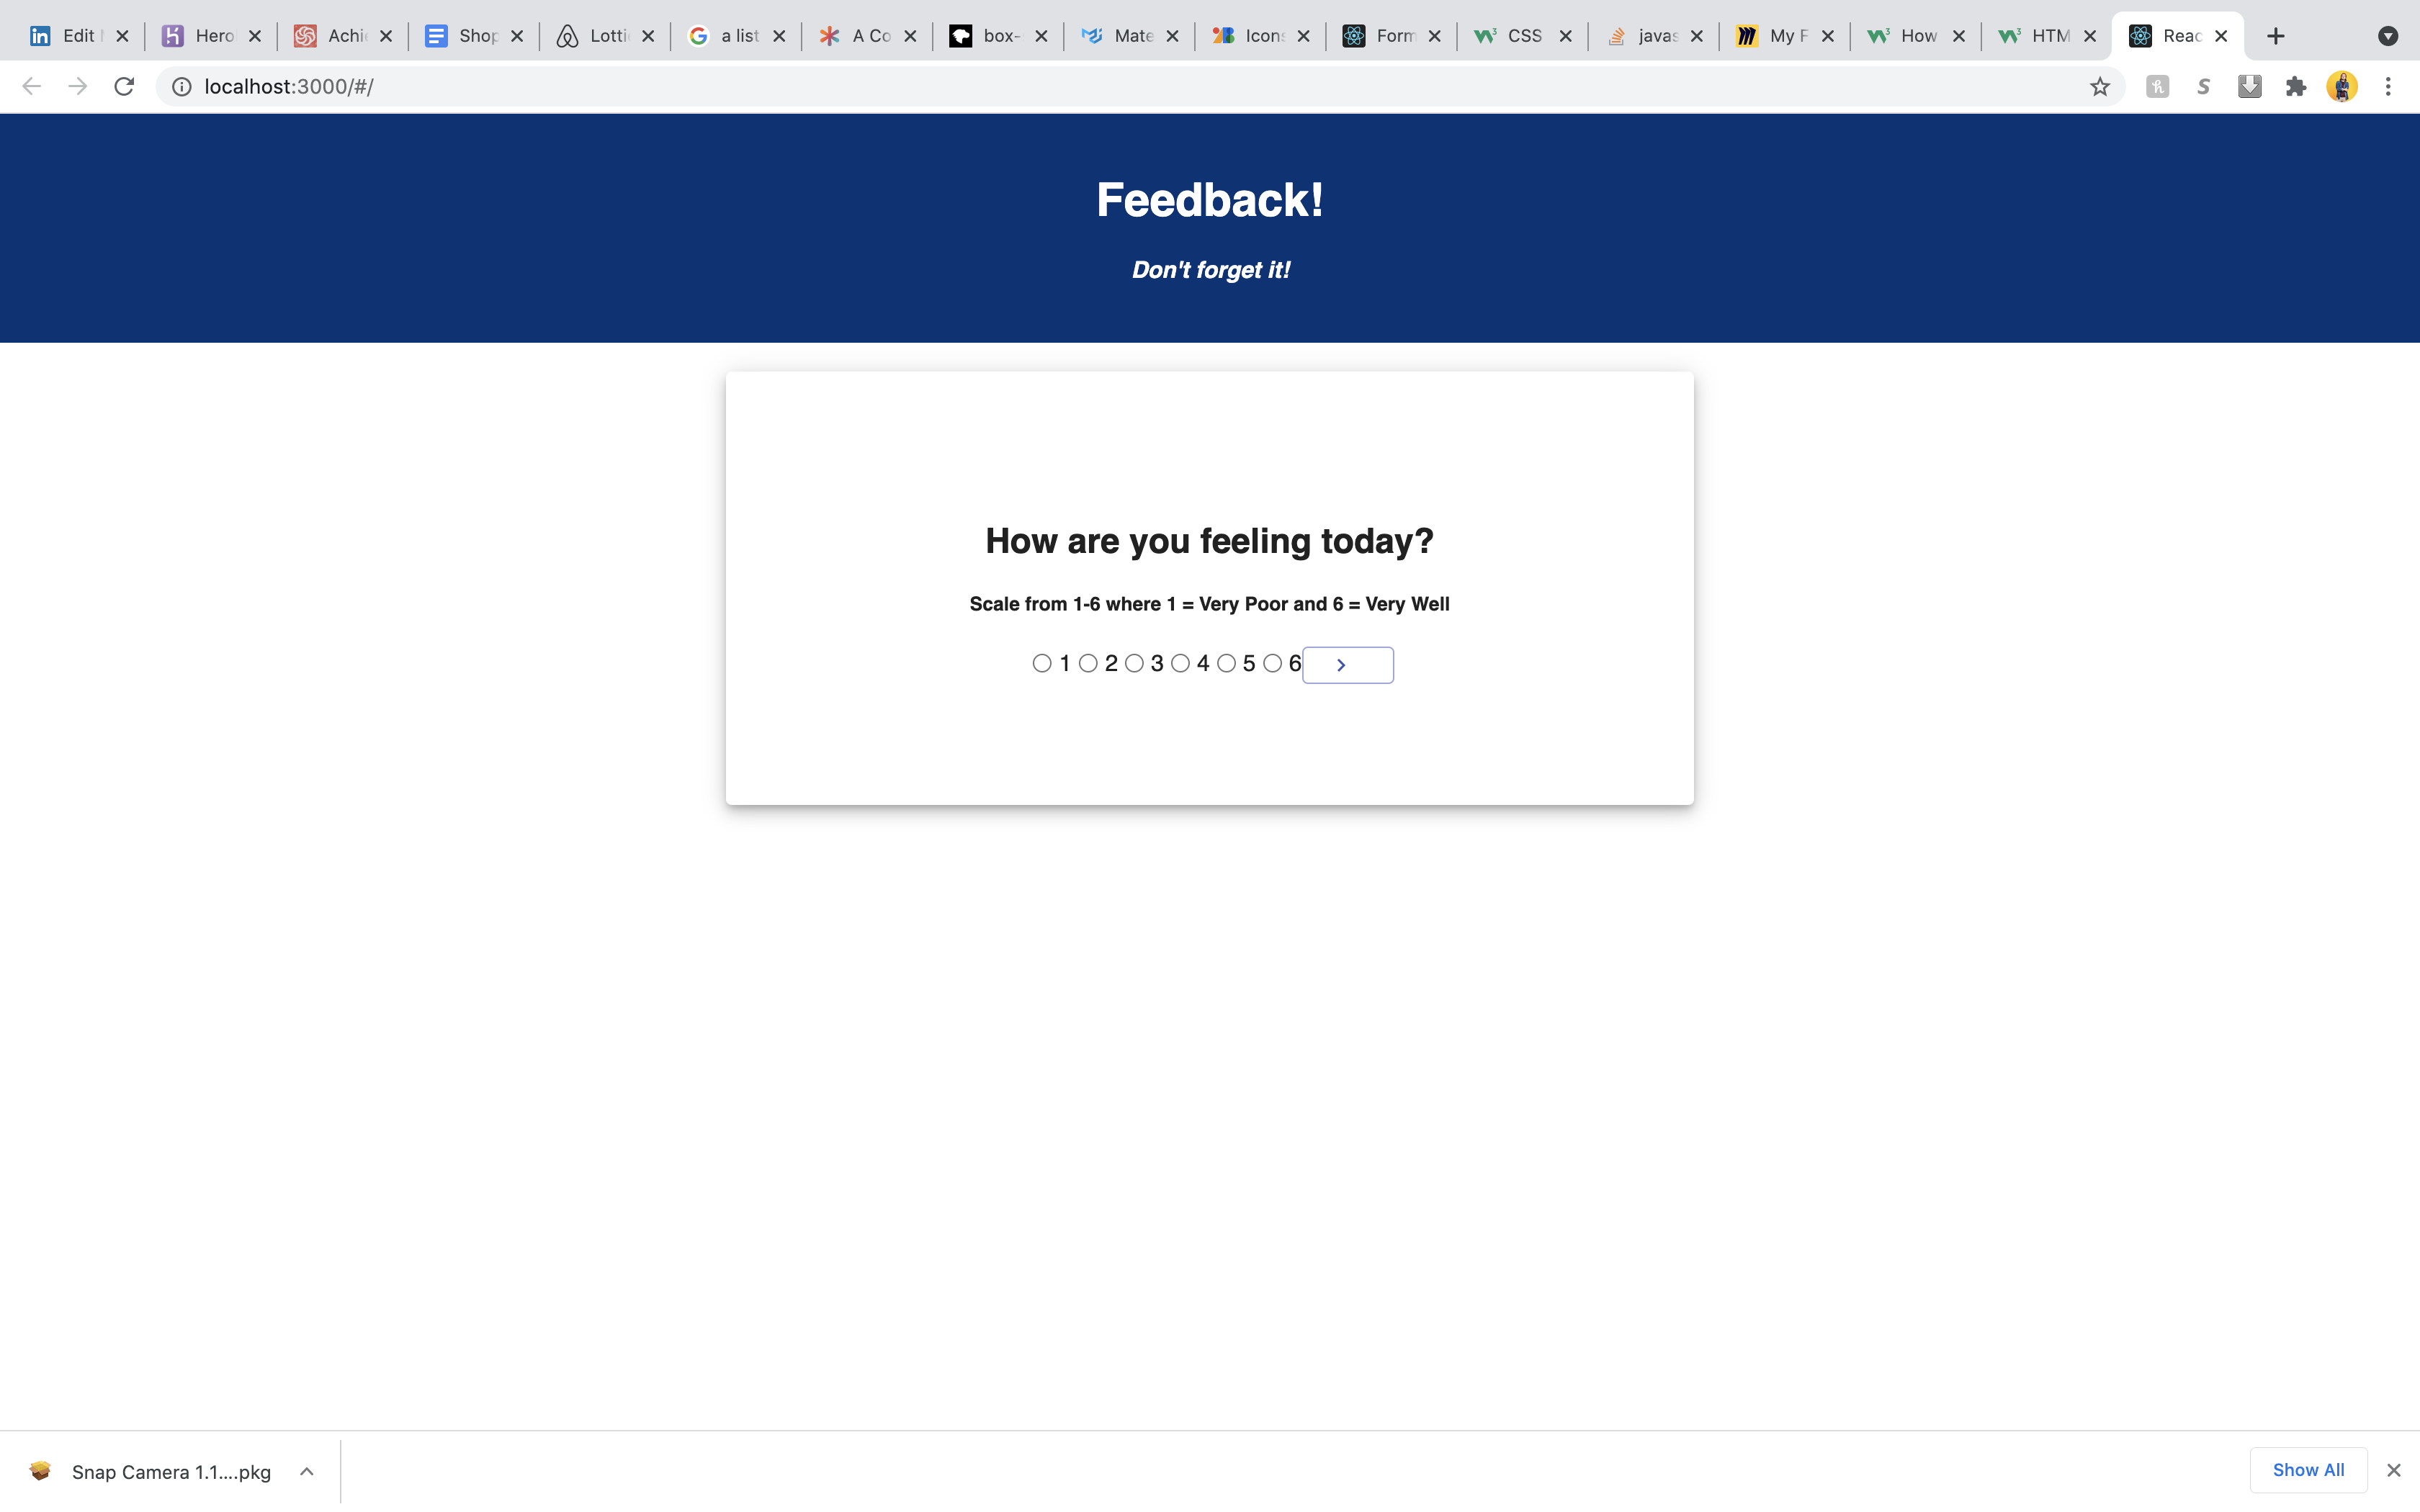 Edit Hero Achi Shop Lotti a list A Co box- Mate Icons Form CSS javas My F How HTM Reac
localhost:3000/#/
Feedback!
Don't forget it!
How are you feeling today?
Scale from 1-6 where 1 = Very Poor and 6 = Very Well
1 2 3 4 5 6 >
Snap Camera 1.1....pkg
Show All